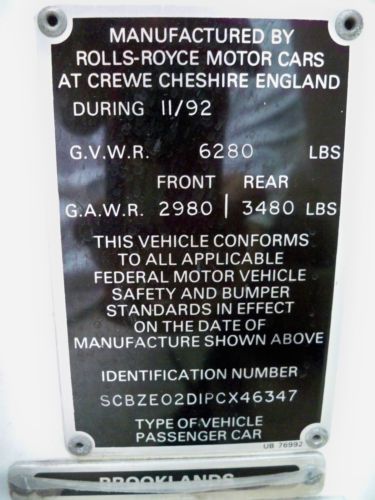 MANUFACTURED BY
ROLLS-ROYCE MOTOR CARS
AT CREWE CHESHIRE ENGLAND
DURING 11/92
G.V.W.R. 6280 LBS
FRONT REAR
G.A.W.R. 2980 | 3480 LBS
THIS VEHICLE CONFORMS
TO ALL APPLICABLE
FEDERAL MOTOR VEHICLE
SAFETY AND BUMPER
STANDARDS IN EFFECT
ON THE DATE OF
MANUFACTURE SHOWN ABOVE
IDENTIFICATION NUMBER
SCBZE02D1PCX46347
TYPE OF VEHICLE
PASSENGER CAR
UB 76992
BROOKLANDS